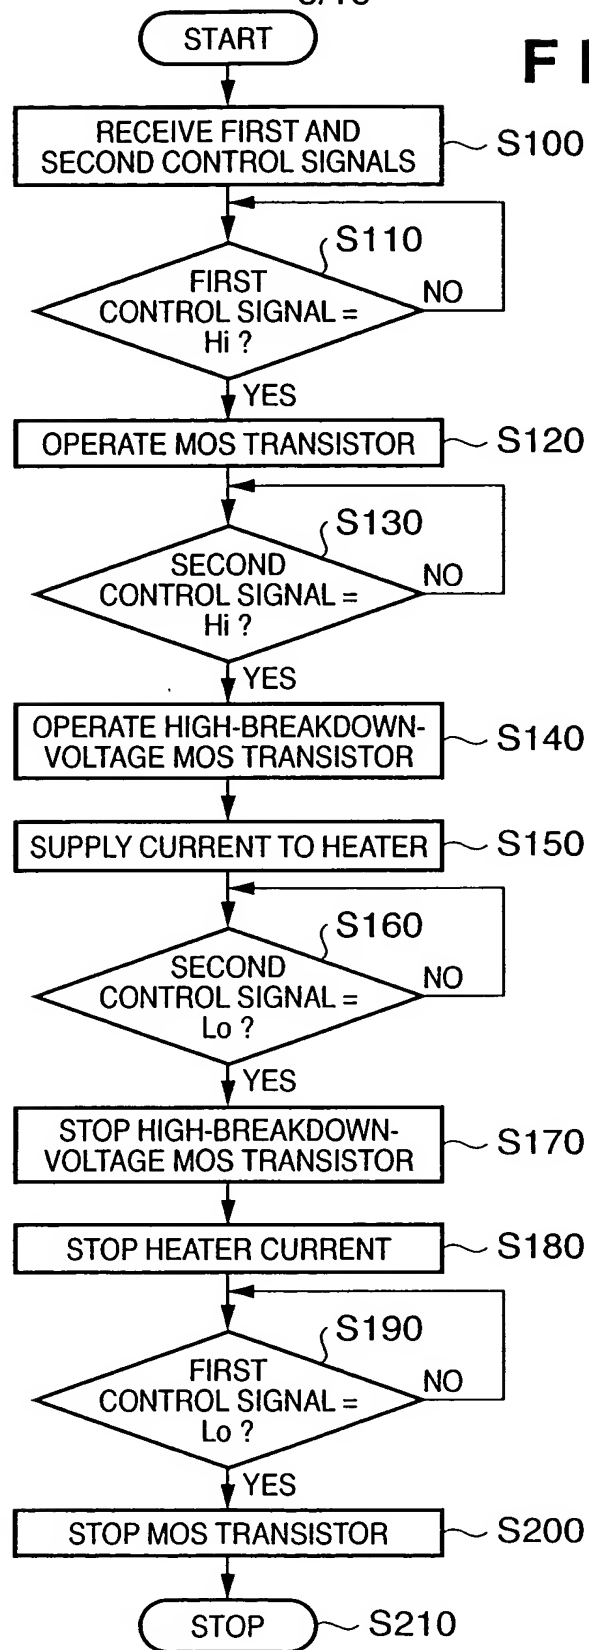 START
F I
RECEIVE FIRST AND
SECOND CONTROL SIGNALS
S100
S110
FIRST
CONTROL SIGNAL =
Hi ?
NO
YES
OPERATE MOS TRANSISTOR
S120
S130
SECOND
CONTROL SIGNAL =
Hi ?
NO
YES
OPERATE HIGH-BREAKDOWN-
VOLTAGE MOS TRANSISTOR
S140
SUPPLY CURRENT TO HEATER
S150
S160
SECOND
CONTROL SIGNAL =
Lo ?
NO
YES
STOP HIGH-BREAKDOWN-
VOLTAGE MOS TRANSISTOR
S170
STOP HEATER CURRENT
S180
S190
FIRST
CONTROL SIGNAL =
Lo ?
NO
YES
STOP MOS TRANSISTOR
S200
STOP
S210